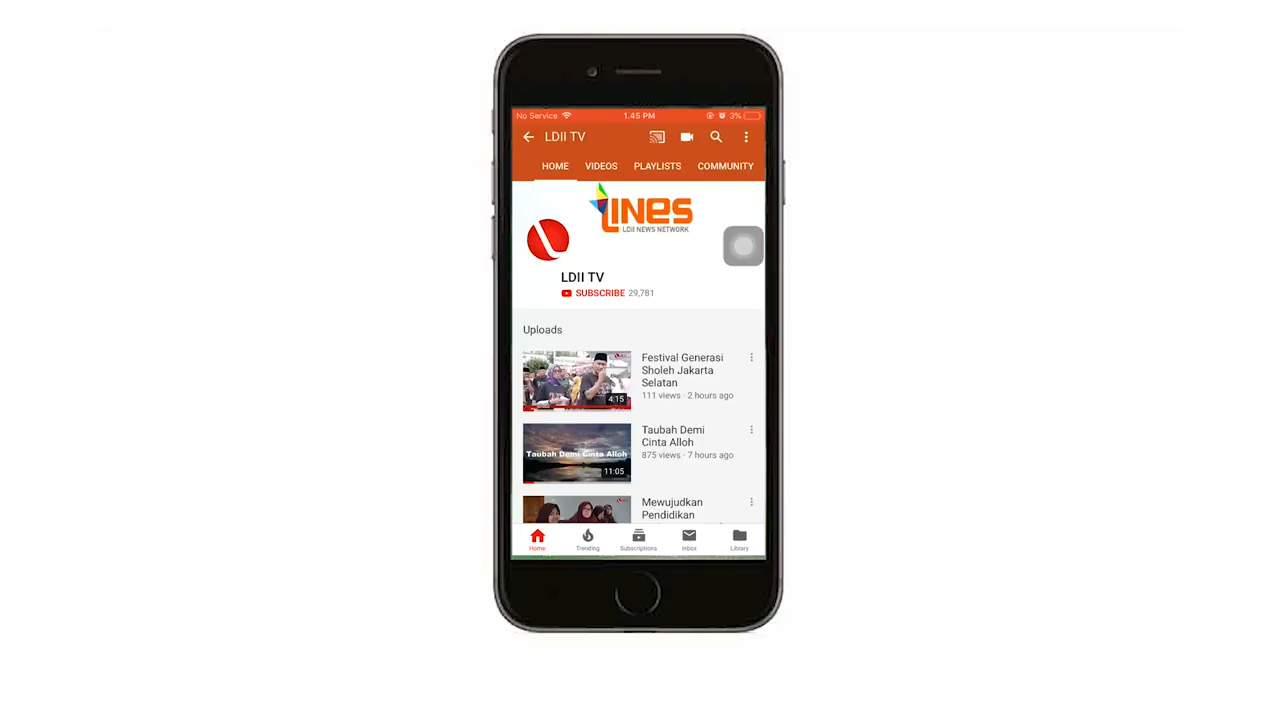 No Service 1.45 PM 3%
LDII TV
HOME VIDEOS PLAYLISTS COMMUNITY
LINES
LDII NEWS NETWORK
LDII TV
SUBSCRIBE 29,781
Uploads
Festival Generasi
Sholeh Jakarta
Selatan
111 views · 2 hours ago
4:15
Taubah Demi
Cinta Alloh
875 views · 7 hours ago
Taubah Demi Cinta Alloh
11:05
Mewujudkan
Pendidikan
Home Trending Subscriptions Inbox Library